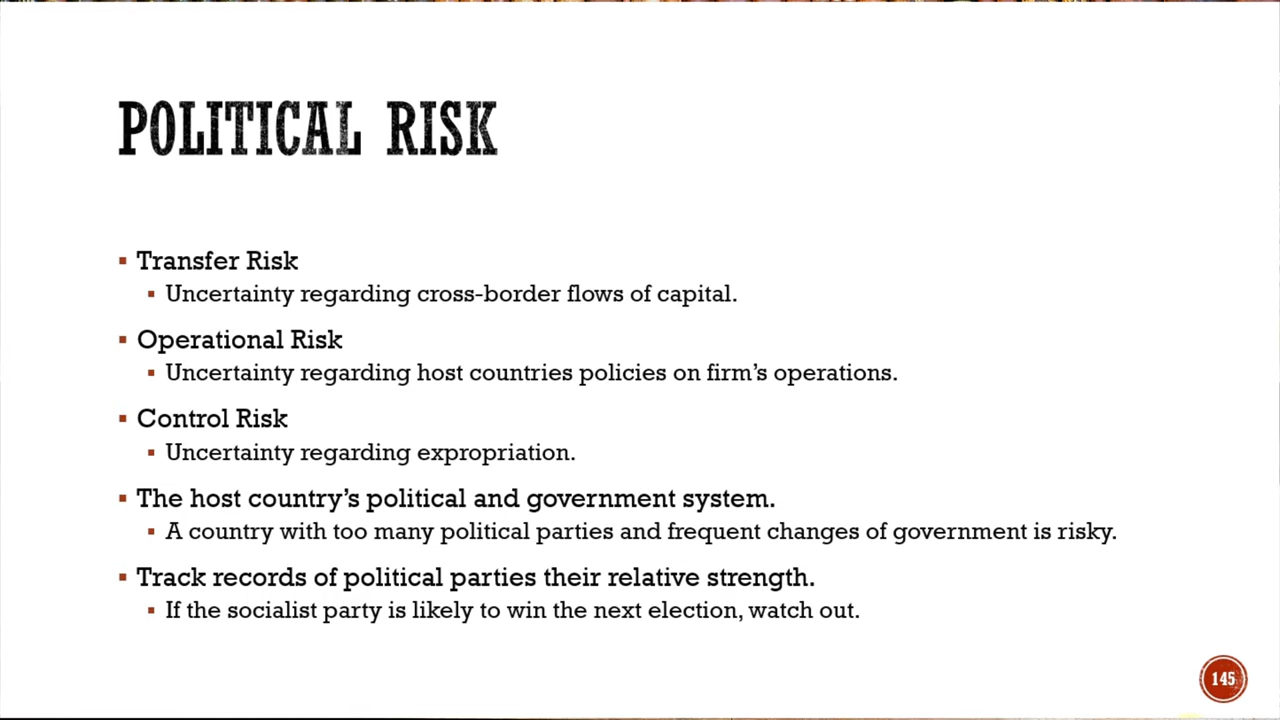 POLITICAL RISK
▪ Transfer Risk
▪ Uncertainty regarding cross-border flows of capital.
▪ Operational Risk
▪ Uncertainty regarding host countries policies on firm’s operations.
▪ Control Risk
▪ Uncertainty regarding expropriation.
▪ The host country’s political and government system.
▪ A country with too many political parties and frequent changes of government is risky.
▪ Track records of political parties their relative strength.
▪ If the socialist party is likely to win the next election, watch out.
145